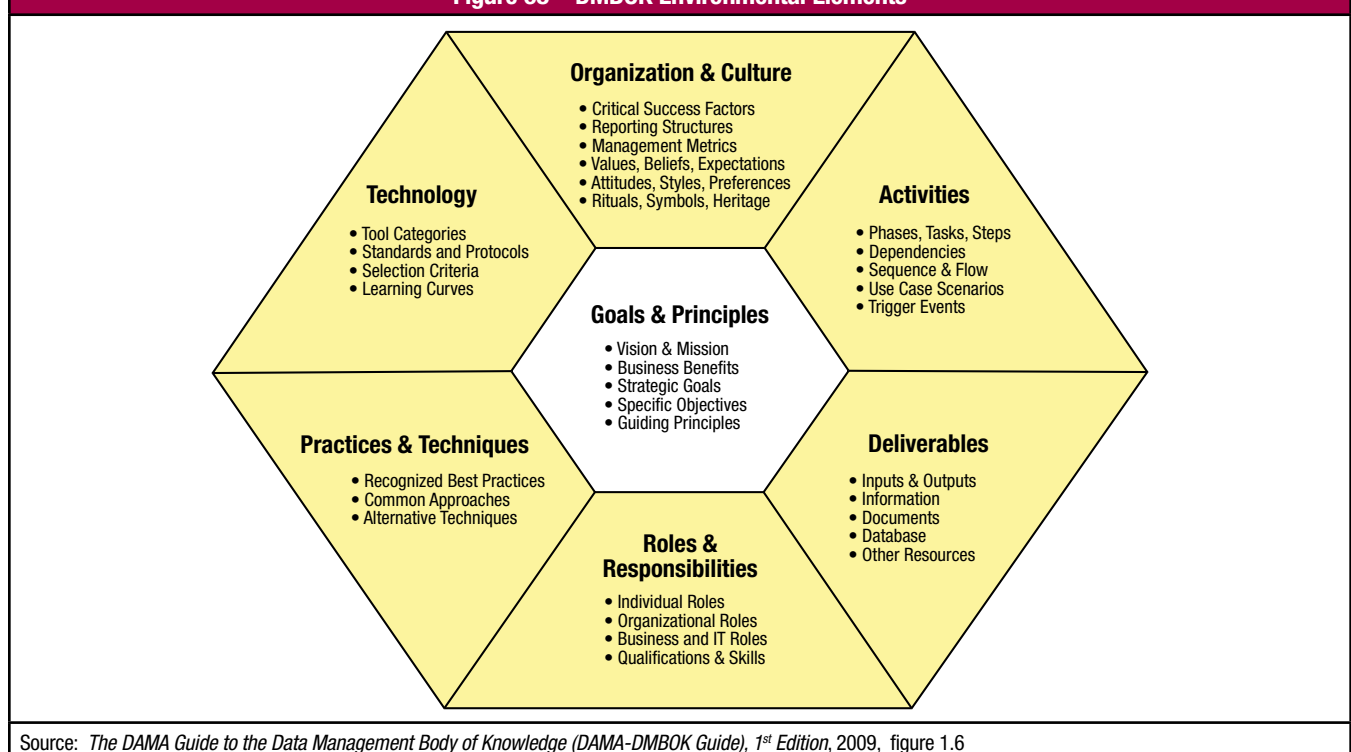 DMBOK Environmental Elements
Organization & Culture
• Critical Success Factors
• Reporting Structures
• Management Metrics
• Values, Beliefs, Expectations
• Attitudes, Styles, Preferences
• Rituals, Symbols, Heritage
Technology
• Tool Categories
• Standards and Protocols
• Selection Criteria
• Learning Curves
Activities
• Phases, Tasks, Steps
• Dependencies
• Sequence & Flow
• Use Case Scenarios
• Trigger Events
Goals & Principles
• Vision & Mission
• Business Benefits
• Strategic Goals
• Specific Objectives
• Guiding Principles
Practices & Techniques
• Recognized Best Practices
• Common Approaches
• Alternative Techniques
Deliverables
• Inputs & Outputs
• Information
• Documents
• Database
• Other Resources
Roles &
Responsibilities
• Individual Roles
• Organizational Roles
• Business and IT Roles
• Qualifications & Skills
Source: The DAMA Guide to the Data Management Body of Knowledge (DAMA-DMBOK Guide), 1st Edition, 2009, figure 1.6